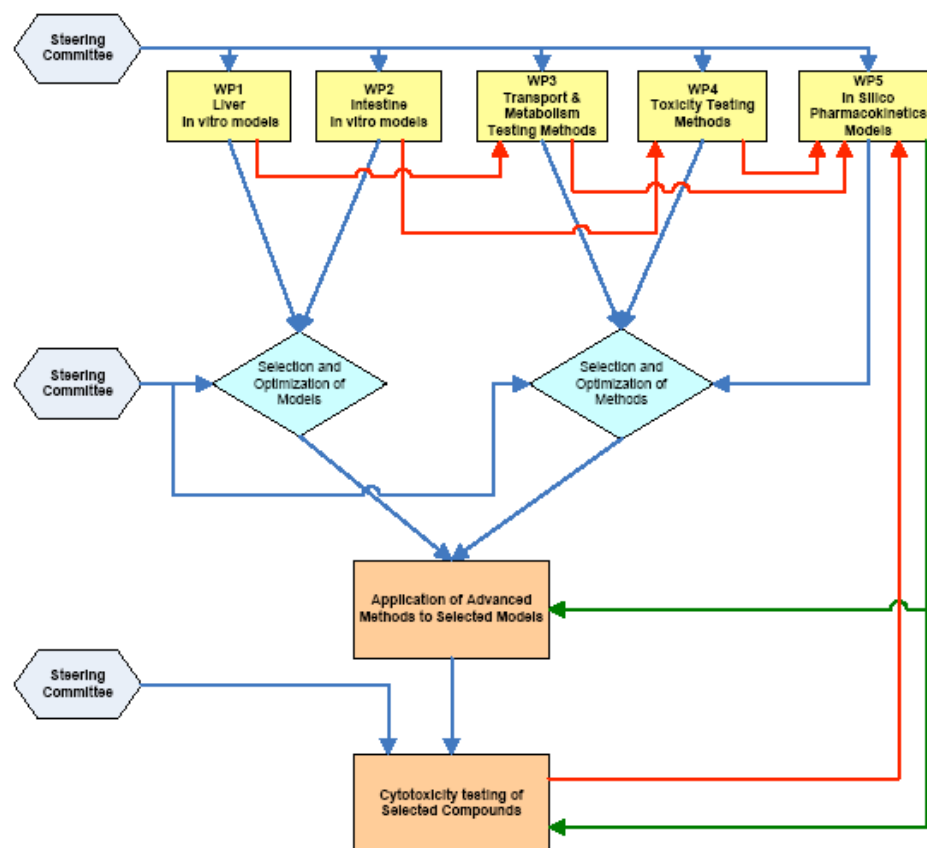 Steering
Committee
WP1
Liver
In vitro models
WP2
Intestine
In vitro models
WP3
Transport &
Metabolism
Testing Methods
WP4
Toxicity Testing
Methods
WP5
In Silico
Pharmacokinetics
Models
Steering
Committee
Selection and
Optimization of
Models
Selection and
Optimization of
Methods
Application of Advanced
Methods to Selected Models
Steering
Committee
Cytotoxicity testing of
Selected Compounds